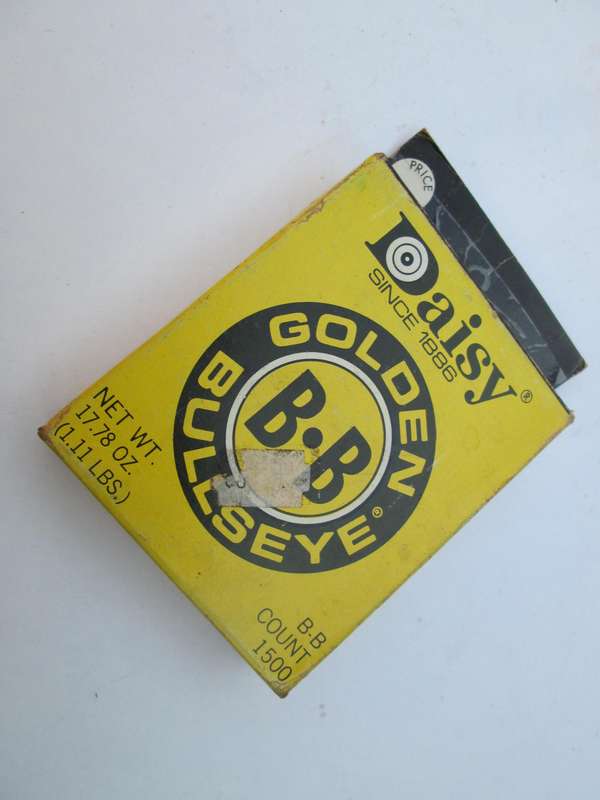 PRICE
Daisy®
SINCE 1886
GOLDEN
B•B
BULLSEYE®
NET WT.
17.78 OZ.
(1.11 LBS.)
B•B
COUNT
1500